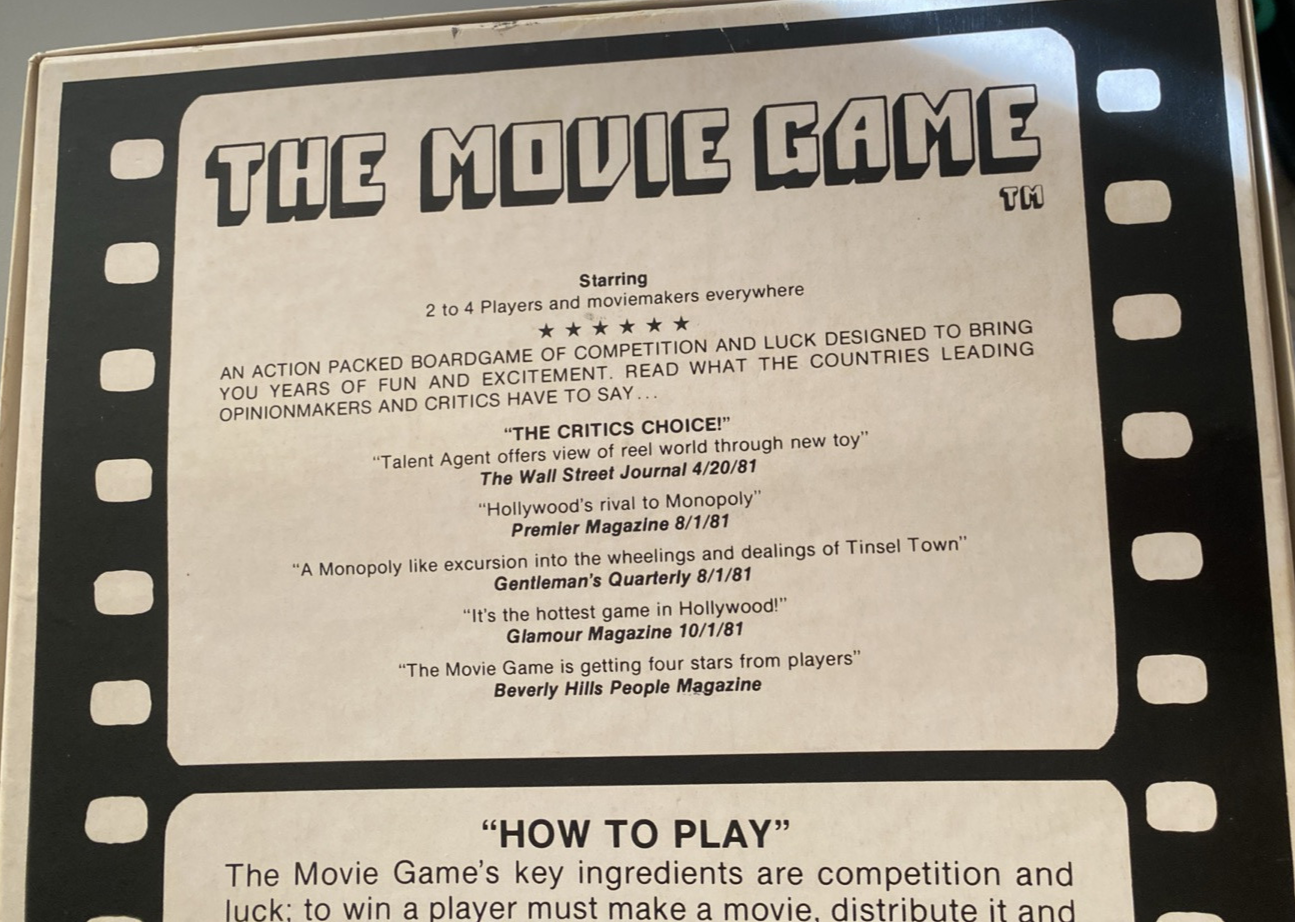 THE MOVIE GAME
TM
Starring
2 to 4 Players and moviemakers everywhere
★ ★ ★ ★ ★ ★
AN ACTION PACKED BOARDGAME OF COMPETITION AND LUCK DESIGNED TO BRING
YOU YEARS OF FUN AND EXCITEMENT. READ WHAT THE COUNTRIES LEADING
OPINIONMAKERS AND CRITICS HAVE TO SAY...
“THE CRITICS CHOICE!”
“Talent Agent offers view of reel world through new toy”
The Wall Street Journal 4/20/81
“Hollywood's rival to Monopoly”
Premier Magazine 8/1/81
“A Monopoly like excursion into the wheelings and dealings of Tinsel Town”
Gentleman's Quarterly 8/1/81
“It's the hottest game in Hollywood!”
Glamour Magazine 10/1/81
“The Movie Game is getting four stars from players”
Beverly Hills People Magazine
“HOW TO PLAY”
The Movie Game's key ingredients are competition and
luck; to win a player must make a movie, distribute it and